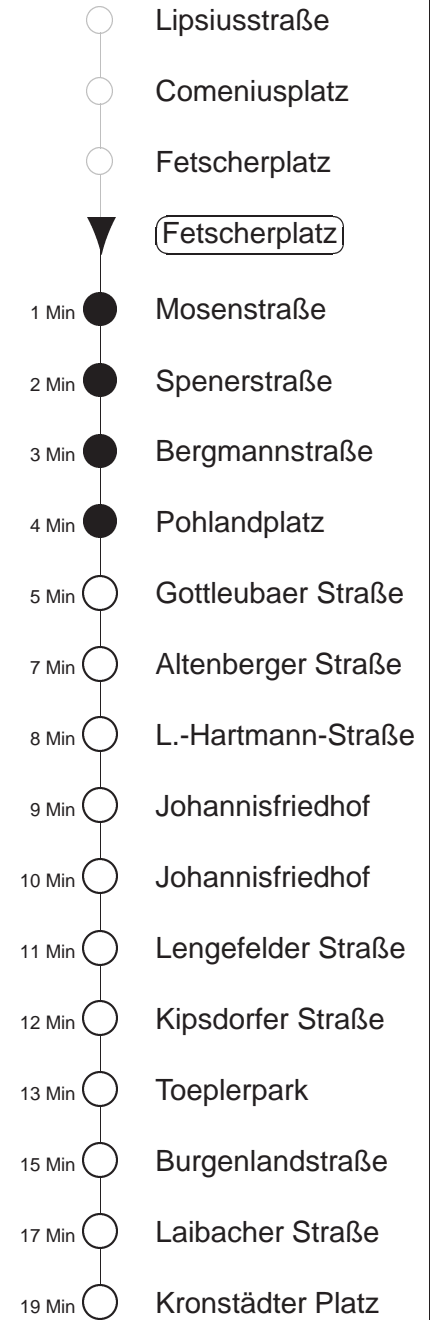 Lipsiusstraße
Comeniusplatz
Fetscherplatz
Fetscherplatz
1 Min Mosenstraße
2 Min Spenerstraße
3 Min Bergmannstraße
4 Min Pohlandplatz
5 Min Gottleubaer Straße
7 Min Altenberger Straße
8 Min L.-Hartmann-Straße
9 Min Johannisfriedhof
10 Min Johannisfriedhof
11 Min Lengefelder Straße
12 Min Kipsdorfer Straße
13 Min Toeplerpark
15 Min Burgenlandstraße
17 Min Laibacher Straße
19 Min Kronstädter Platz